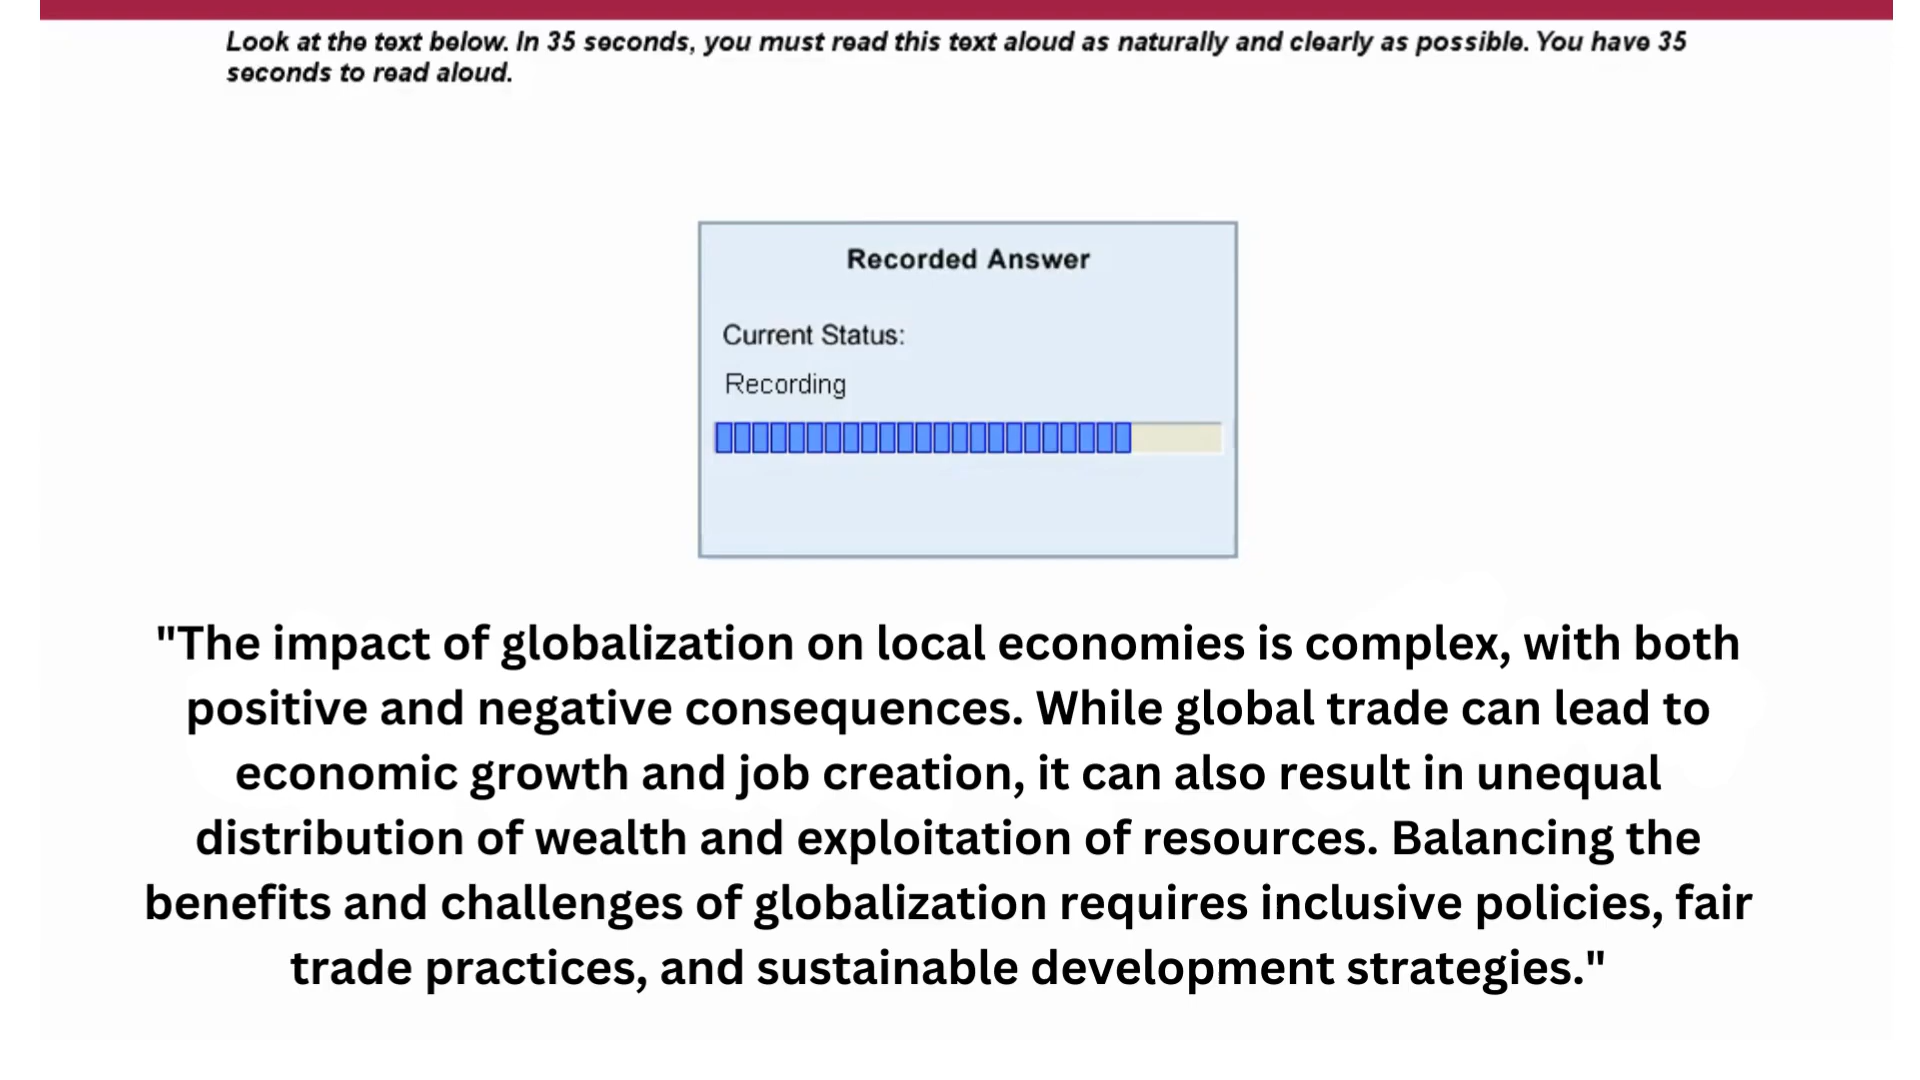 Look at the text below. In 35 seconds, you must read this text aloud as naturally and clearly as possible. You have 35
seconds to read aloud.
Recorded Answer
Current Status:
Recording
"The impact of globalization on local economies is complex, with both
positive and negative consequences. While global trade can lead to
economic growth and job creation, it can also result in unequal
distribution of wealth and exploitation of resources. Balancing the
benefits and challenges of globalization requires inclusive policies, fair
trade practices, and sustainable development strategies."